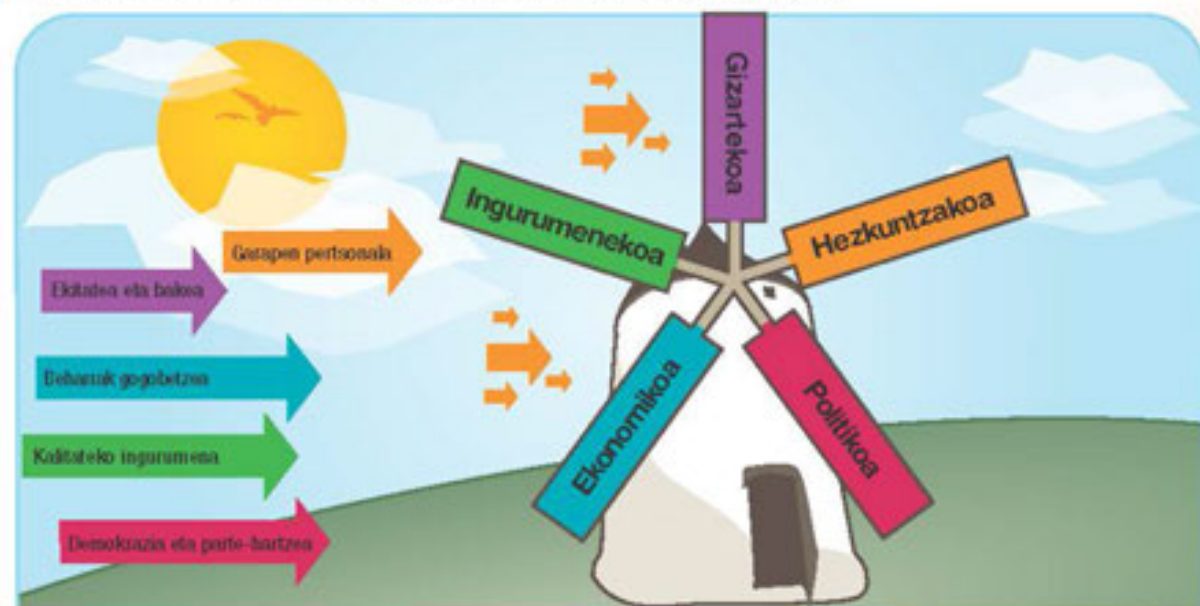 Gizartekoa
Ingurumenekoa
Hezkuntzakoa
Garapen pertsonala
Ekitatea eta bakea
Beharrak gogobetzea
Ekonomikoa
Politikoa
Kalitateko ingurumena
Demokrazia eta parte-hartzea